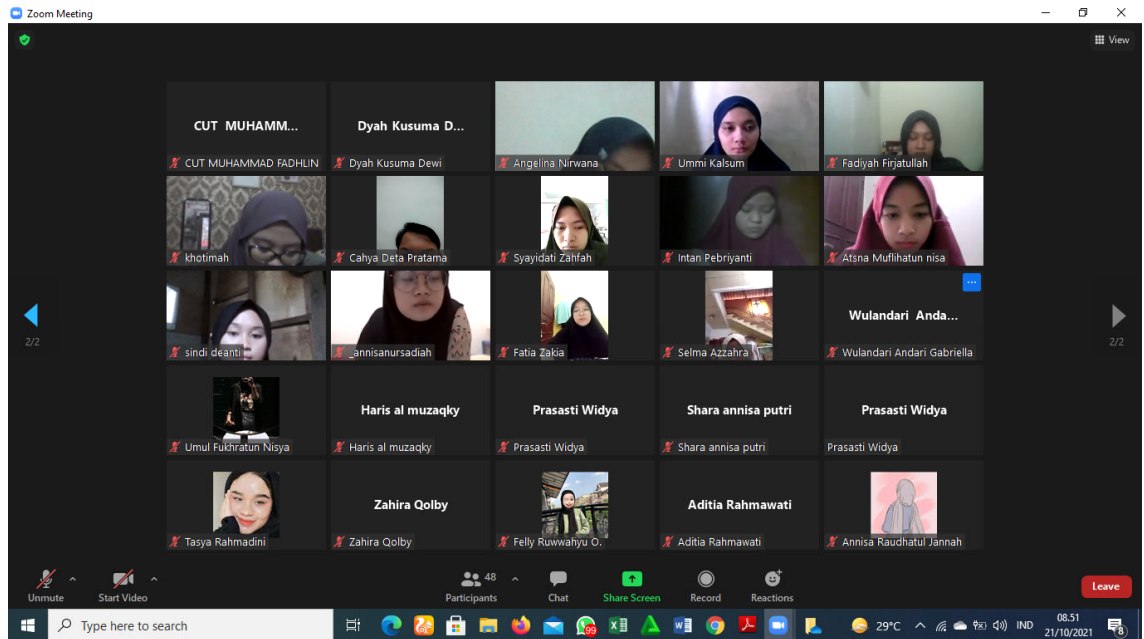 Zoom Meeting
View
CUT MUHAMM...
CUT MUHAMMAD FADHLIN
Dyah Kusuma D...
Dyah Kusuma Dewi
Angelina Nirwana
Ummi Kalsum
Fadiyah Firjatullah
khotimah
Cahya Deta Pratama
Syayidati Zahfah
Intan Pebriyanti
Atsna Muflihatun nisa
sindi deanti
_annisanursadiah
Fatia Zakia
Selma Azzahra
Wulandari Anda...
Wulandari Andari Gabriella
2/2
2/2
Umul Fukhratun Nisya
Haris al muzaqky
Haris al muzaqky
Prasasti Widya
Prasasti Widya
Shara annisa putri
Shara annisa putri
Prasasti Widya
Prasasti Widya
Tasya Rahmadini
Zahira Qolby
Zahira Qolby
Felly Ruwwahyu O.
Aditia Rahmawati
Aditia Rahmawati
Annisa Raudhatul Jannah
Unmute
Start Video
48
Participants
Chat
Share Screen
Record
Reactions
Leave
Type here to search
99
29°C
IND
08.51
21/10/2021
8